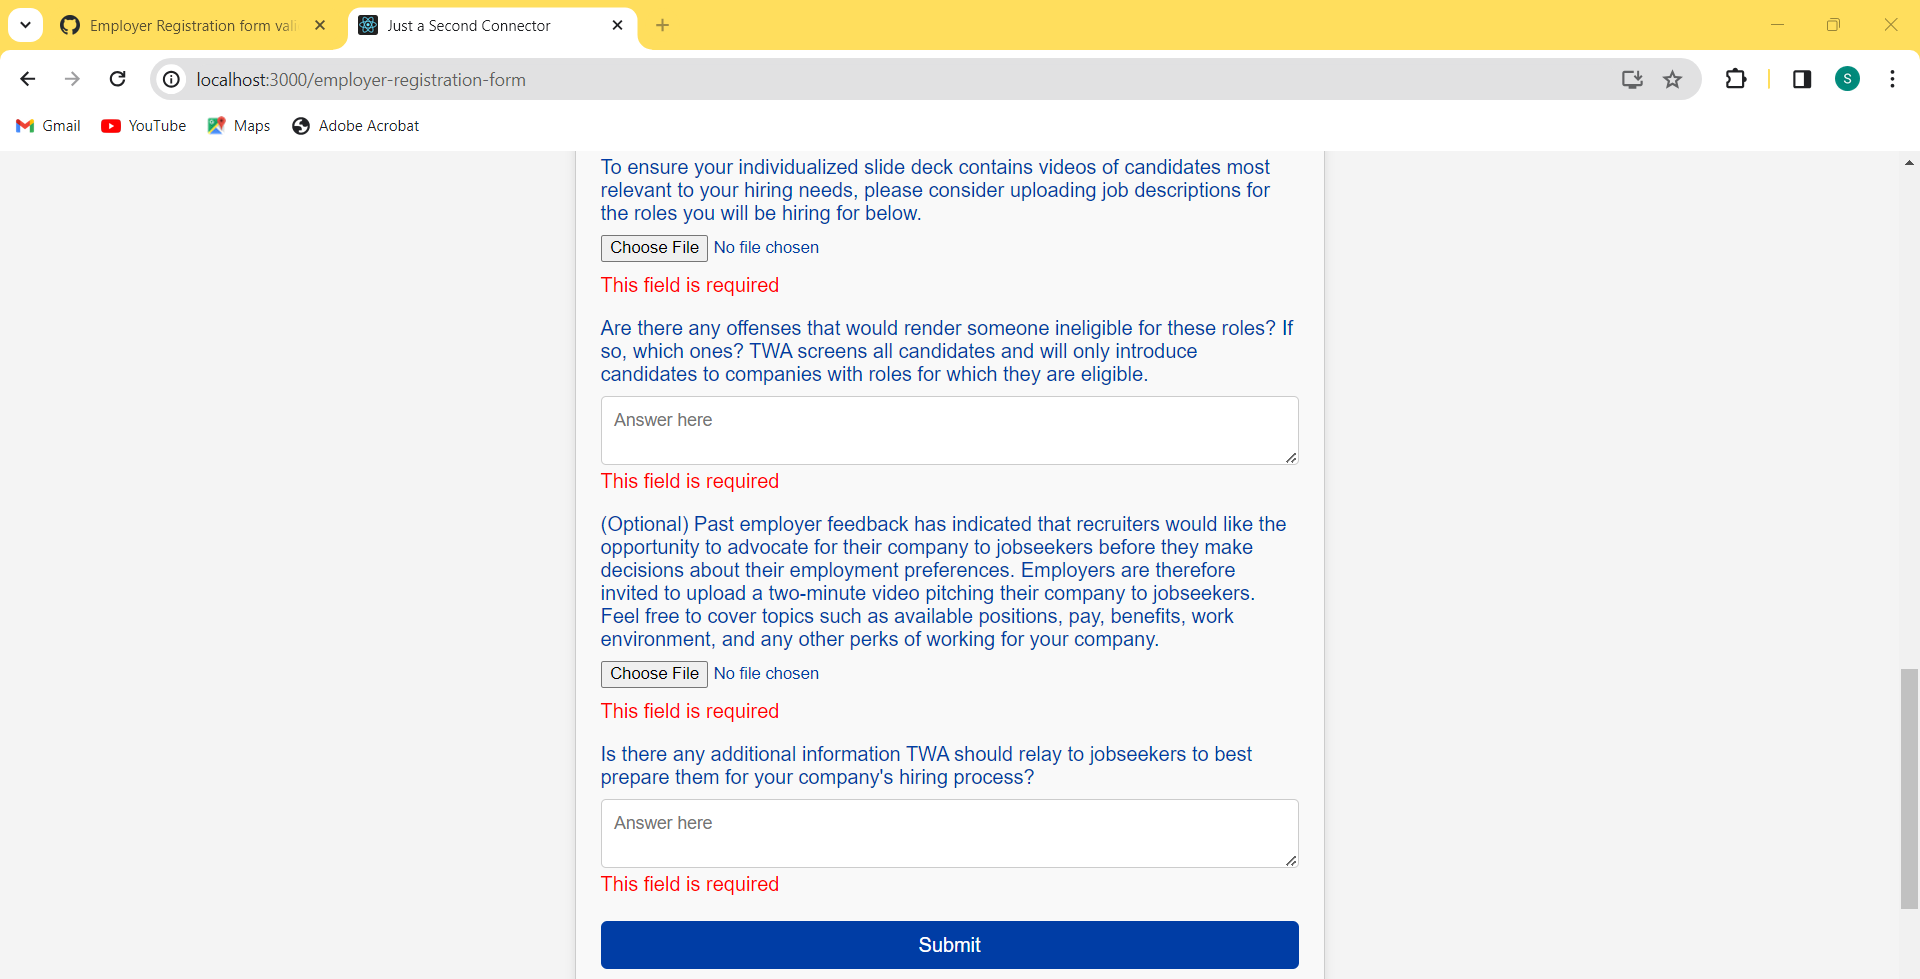 Employer Registration form vali
Just a Second Connector
localhost:3000/employer-registration-form
S
Gmail
YouTube
Maps
Adobe Acrobat
To ensure your individualized slide deck contains videos of candidates most
relevant to your hiring needs, please consider uploading job descriptions for
the roles you will be hiring for below.
Choose File No file chosen
This field is required
Are there any offenses that would render someone ineligible for these roles? If
so, which ones? TWA screens all candidates and will only introduce
candidates to companies with roles for which they are eligible.
Answer here
This field is required
(Optional) Past employer feedback has indicated that recruiters would like the
opportunity to advocate for their company to jobseekers before they make
decisions about their employment preferences. Employers are therefore
invited to upload a two-minute video pitching their company to jobseekers.
Feel free to cover topics such as available positions, pay, benefits, work
environment, and any other perks of working for your company.
Choose File No file chosen
This field is required
Is there any additional information TWA should relay to jobseekers to best
prepare them for your company's hiring process?
Answer here
This field is required
Submit